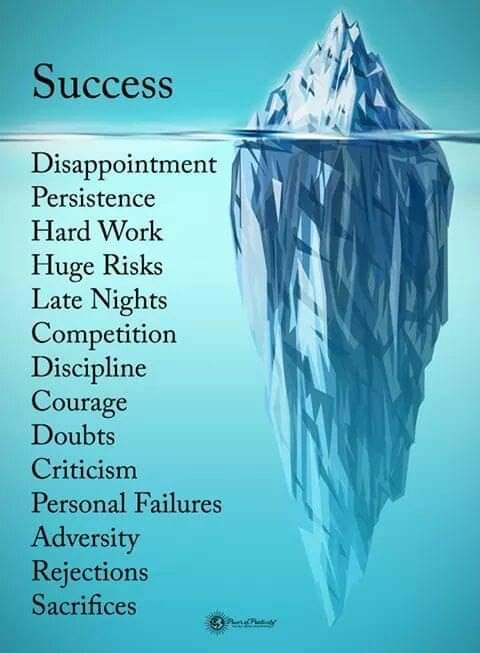 Success
Disappointment
Persistence
Hard Work
Huge Risks
Late Nights
Competition
Discipline
Courage
Doubts
Criticism
Personal Failures
Adversity
Rejections
Sacrifices
Power of Positivity